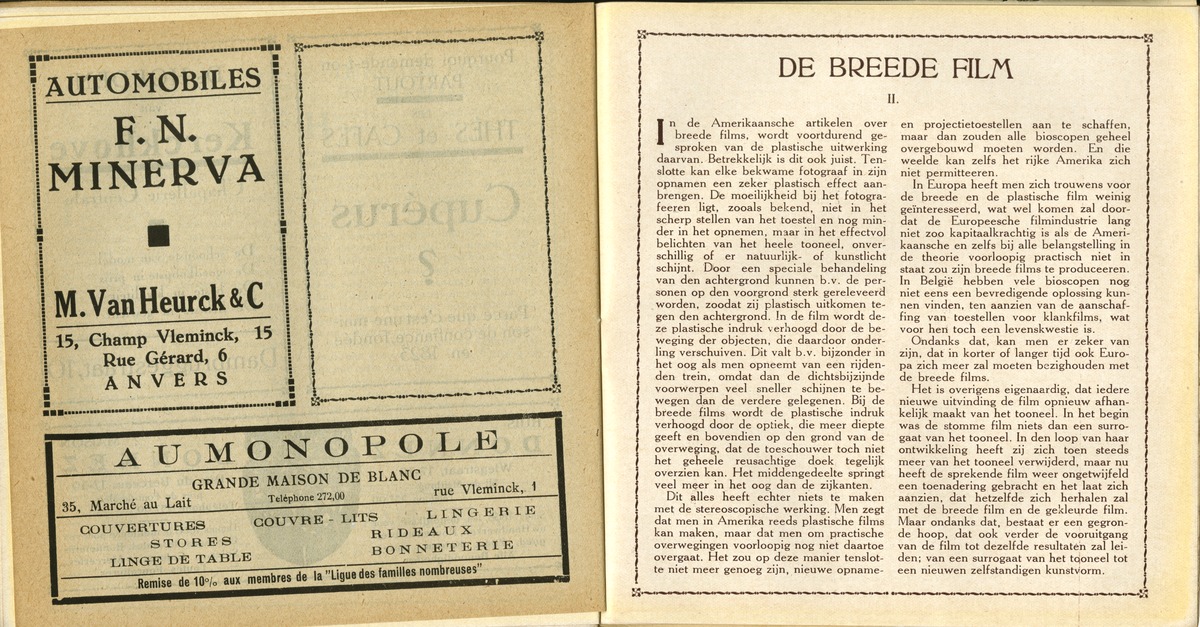 AUTOMOBILES
F. N.
MINERVA
M. Van Heurck & C
15, Champ Vleminck, 15
Rue Gérard, 6
ANVERS
AU MONOPOLE
GRANDE MAISON DE BLANC
35, Marché au Lait
Teléphone 272,00
rue Vleminck, 1
COUVERTURES
COUVRE - LITS
LINGERIE
STORES
RIDEAUX
LINGE DE TABLE
BONNETERIE
Remise de 10% aux membres de la "Ligue des familles nombreuses"
DE BREEDE FILM
II.
In de Amerikaansche artikelen over
breede films, wordt voortdurend ge-
sproken van de plastische uitwerking
daarvan. Betrekkelijk is dit ook juist. Ten-
slotte kan elke bekwame fotograaf in zijn
opnamen een zeker plastisch effect aan-
brengen. De moeilijkheid bij het fotogra-
feeren ligt, zooals bekend, niet in het
scherp stellen van het toestel en nog min-
der in het opnemen, maar in het effectvol
belichten van het heele tooneel, onver-
schillig of er natuurlijk- of kunstlicht
schijnt. Door een speciale behandeling
van den achtergrond kunnen b.v. de per-
sonen op den voorgrond sterk gereleveerd
worden, zoodat zij plastisch uitkomen te-
gen den achtergrond. In de film wordt de-
ze plastische indruk verhoogd door de be-
weging der objecten, die daardoor onder-
ling verschuiven. Dit valt b.v. bijzonder in
het oog als men opneemt van een rijden-
den trein, omdat dan de dichtsbijzijnde
voorwerpen veel sneller schijnen te be-
wegen dan de verdere gelegenen. Bij de
breede films wordt de plastische indruk
verhoogd door de optiek, die meer diepte
geeft en bovendien op den grond van de
overweging, dat de toeschouwer toch niet
het geheele reusachtige doek tegelijk
overzien kan. Het middengedeelte springt
veel meer in het oog dan de zijkanten.
Dit alles heeft echter niets te maken
met de stereoscopische werking. Men zegt
dat men in Amerika reeds plastische films
kan maken, maar dat men om practische
overwegingen voorloopig nog niet daartoe
overgaat. Het zou op deze manier tenslot-
te niet meer genoeg zijn, nieuwe opname-
en projectietoestellen aan te schaffen,
maar dan zouden alle bioscopen geheel
overgebouwd moeten worden. En die
weelde kan zelfs het rijke Amerika zich
niet permitteeren.
In Europa heeft men zich trouwens voor
de breede en de plastische film weinig
geïnteresseerd, wat wel komen zal door-
dat de Europeesche filmindustrie lang
niet zoo kapitaalkrachtig is als de Ameri-
kaansche en zelfs bij alle belangstelling in
de theorie voorloopig practisch niet in
staat zou zijn breede films te produceeren.
In België hebben vele bioscopen nog
niet eens een bevredigende oplossing kun-
nen vinden, ten aanzien van de aanschaf-
fing van toestellen voor klankfilms, wat
voor hen toch een levenskwestie is.
Ondanks dat, kan men er zeker van
zijn, dat in korter of langer tijd ook Euro-
pa zich meer zal moeten bezighouden met
de breede films.
Het is overigens eigenaardig, dat iedere
nieuwe uitvinding de film opnieuw afhan-
kelijk maakt van het tooneel. In het begin
was de stomme film niets dan een surro-
gaat van het tooneel. In den loop van haar
ontwikkeling heeft zij zich toen steeds
meer van het tooneel verwijderd, maar nu
heeft de sprekende film weer ongetwijfeld
een toenadering gebracht en het laat zich
aanzien, dat hetzelfde zich herhalen zal
met de breede film en de gekleurde film.
Maar ondanks dat, bestaat er een gegron-
de hoop, dat ook verder de vooruitgang
van de film tot dezelfde resultaten zal lei-
den; van een surrogaat van het tooneel tot
een nieuwen zelfstandigen kunstvorm.